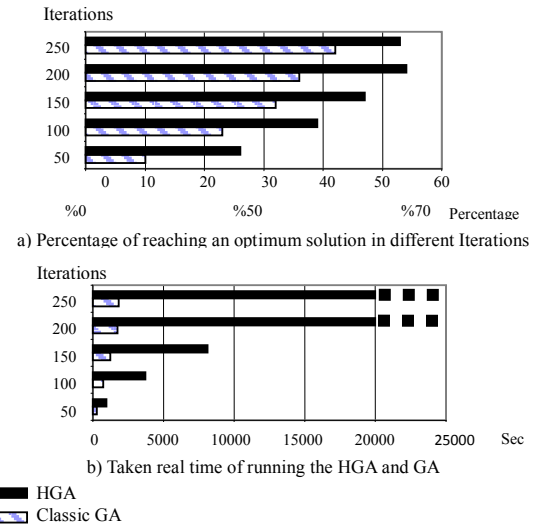 Iterations
250
200
150
100
50
0 10 20 30 40 50 60
%0 %50 %70 Percentage
a) Percentage of reaching an optimum solution in different Iterations
Iterations
250
200
150
100
50
0 5000 10000 15000 20000 25000 Sec
b) Taken real time of running the HGA and GA
HGA
Classic GA